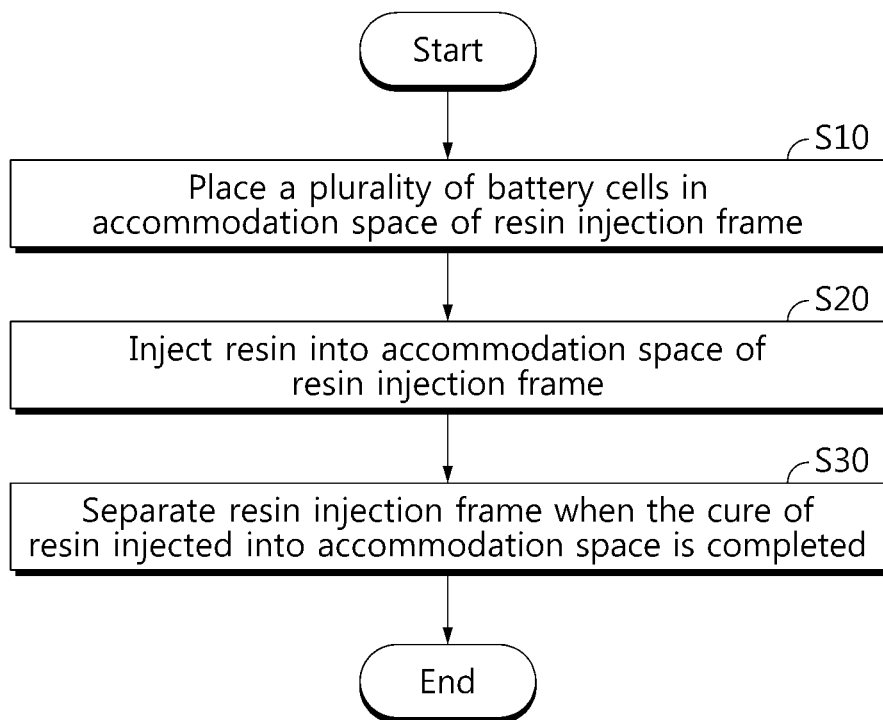 Start
S10
Place a plurality of battery cells in
accommodation space of resin injection frame
S20
Inject resin into accommodation space of
resin injection frame
S30
Separate resin injection frame when the cure of
resin injected into accommodation space is completed
End